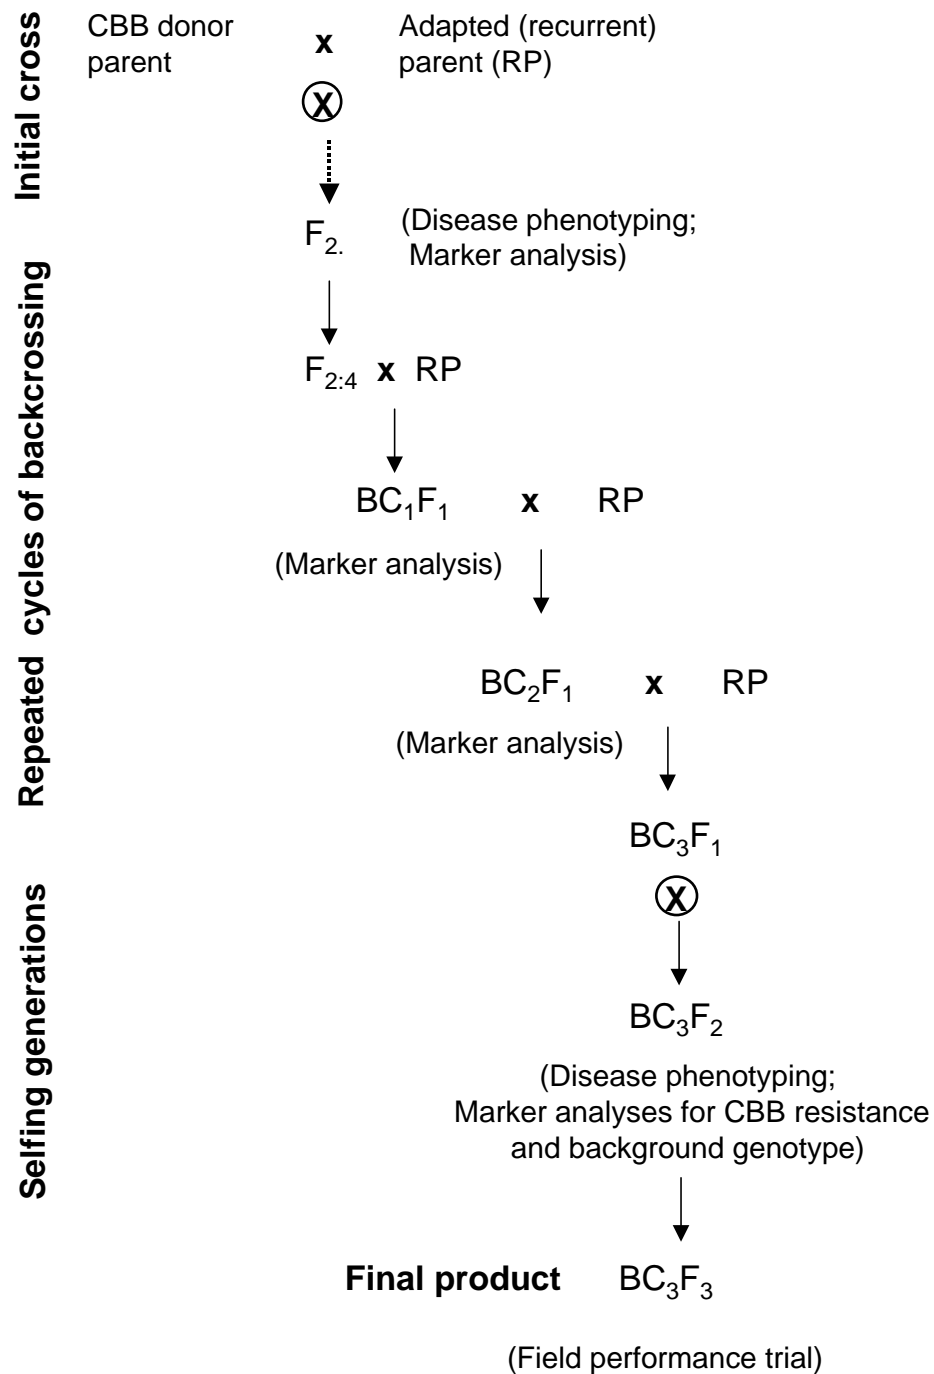 Initial cross
CBB donor parent x Adapted (recurrent) parent (RP)
X
F2.
(Disease phenotyping;
Marker analysis)
Repeated cycles of backcrossing
F2:4 x RP
BC1F1 x RP
(Marker analysis)
BC2F1 x RP
(Marker analysis)
BC3F1
Selfing generations
X
BC3F2
(Disease phenotyping;
Marker analyses for CBB resistance
and background genotype)
Final product BC3F3
(Field performance trial)